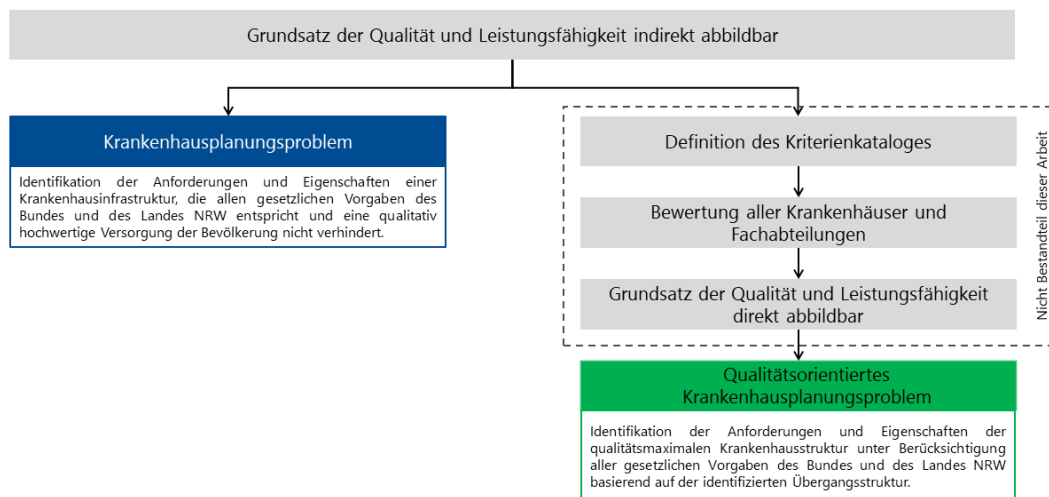 Grundsatz der Qualität und Leistungsfähigkeit indirekt abbildbar
Krankenhausplanungsproblem
Identifikation der Anforderungen und Eigenschaften einer
Krankenhausinfrastruktur, die allen gesetzlichen Vorgaben des
Bundes und des Landes NRW entspricht und eine qualitativ
hochwertige Versorgung der Bevölkerung nicht verhindert.
Definition des Kriterienkataloges
Bewertung aller Krankenhäuser und
Fachabteilungen
Grundsatz der Qualität und Leistungsfähigkeit
direkt abbildbar
Nicht Bestandteil dieser Arbeit
Qualitätsorientiertes
Krankenhausplanungsproblem
Identifikation der Anforderungen und Eigenschaften der
qualitätsmaximalen Krankenhausstruktur unter Berücksichtigung
aller gesetzlichen Vorgaben des Bundes und des Landes NRW
basierend auf der identifizierten Übergangsstruktur.